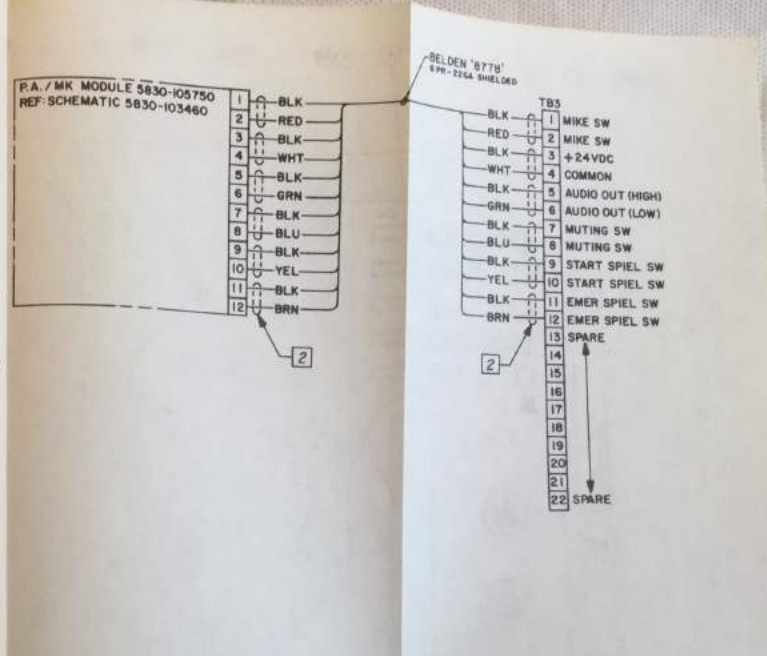 P.A./MK MODULE 5830-105750
REF: SCHEMATIC 5830-103460
1 BLK
2 RED
3 BLK
4 WHT
5 BLK
6 GRN
7 BLK
8 BLU
9 BLK
10 YEL
11 BLK
12 BRN
2
BELDEN '8778'
6PR-22GA SHIELDED
TB3
BLK 1 MIKE SW
RED 2 MIKE SW
BLK 3 +24VDC
WHT 4 COMMON
BLK 5 AUDIO OUT (HIGH)
GRN 6 AUDIO OUT (LOW)
BLK 7 MUTING SW
BLU 8 MUTING SW
BLK 9 START SPIEL SW
YEL 10 START SPIEL SW
BLK 11 EMER SPIEL SW
BRN 12 EMER SPIEL SW
13 SPARE
2
14
15
16
17
18
19
20
21
22 SPARE